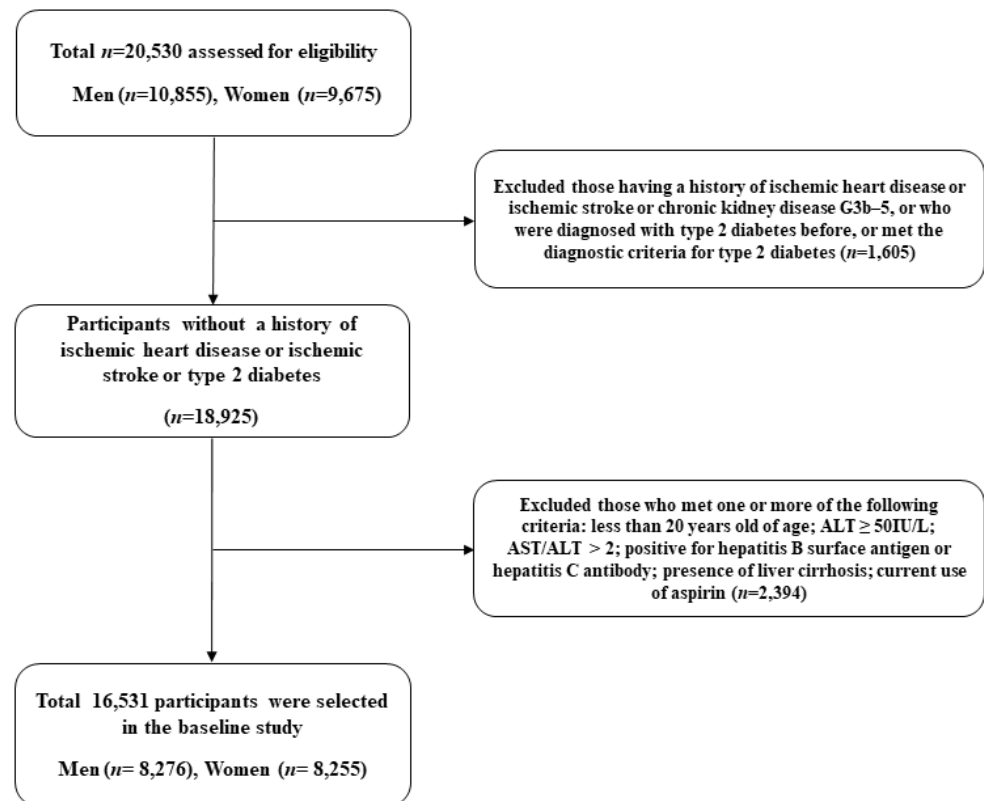 Total n=20,530 assessed for eligibility
Men (n=10,855), Women (n=9,675)
Excluded those having a history of ischemic heart disease or
ischemic stroke or chronic kidney disease G3b–5, or who
were diagnosed with type 2 diabetes before, or met the
diagnostic criteria for type 2 diabetes (n=1,605)
Participants without a history of
ischemic heart disease or ischemic
stroke or type 2 diabetes
(n=18,925)
Excluded those who met one or more of the following
criteria: less than 20 years old of age; ALT ≥ 50IU/L;
AST/ALT > 2; positive for hepatitis B surface antigen or
hepatitis C antibody; presence of liver cirrhosis; current use
of aspirin (n=2,394)
Total 16,531 participants were selected
in the baseline study
Men (n= 8,276), Women (n= 8,255)